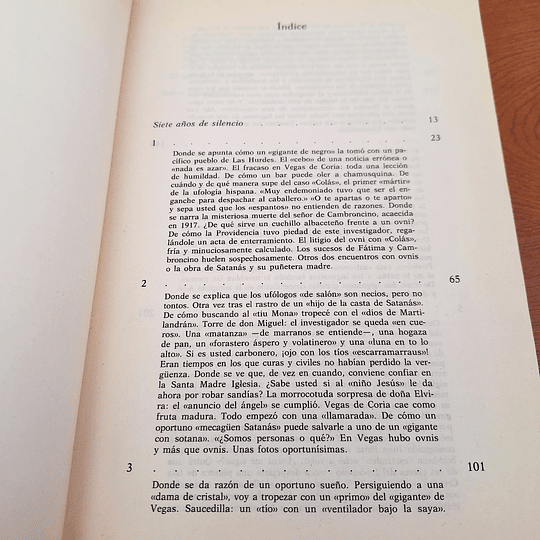 Índice
Siete años de silencio . . . . . . . . . . . . . . . 13
1 . . . . . . . . . . . . . . . 23
Donde se apunta cómo un «gigante de negro» la tomó con un pa-
cífico pueblo de Las Hurdes. El «cebo» de una noticia errónea o
«nada es azar». El fracaso en Vegas de Coria: toda una lección
de humildad. De cómo un bar puede oler a chamusquina. De
cuándo y de qué manera supe del caso «Colás», el primer «mártir»
de la ufología hispana. «Muy endemoniado tuvo que ser el en-
ganche para despachar al caballero.» «O te apartas o te aparto»
y sepa usted que los «espantos» no entienden de razones. Donde
se narra la misteriosa muerte del señor de Cambroncino, acaecida
en 1917. ¿De qué sirve un cuchillo albaceteño frente a un ovni?
De cómo la Providencia tuvo piedad de este investigador, rega-
lándole un acta de enterramiento. El litigio del ovni con «Colás»,
fría y minuciosamente calculado. Los sucesos de Fátima y Cam-
broncino huelen sospechosamente. Otros dos encuentros con ovnis
o la obra de Satanás y su puñetera madre.
2 . . . . . . . . . . . . . . . 65
Donde se explica que los ufólogos «de salón» son necios, pero no
tontos. Otra vez tras el rastro de un «hijo de la casta de Satanás».
De cómo buscando al «tiu Mona» tropecé con el «dios de Marti-
landrán». Torre de don Miguel: el investigador se queda «en cue-
ros». Una «matanza» —de marranos se entiende—, una hogaza
de pan, un «forastero áspero y volatinero» y una «luna en to lo
alto». Si es usted carbonero, ¡ojo con los tíos «escarramarraus»!
Eran tiempos en los que curas y civiles no habían perdido la ver-
güenza. Donde se ve que, de vez en cuando, conviene confiar en
la Santa Madre Iglesia. ¿Sabe usted si al «niño Jesús» le da
ahora por robar sandías? La morrocotuda sorpresa de doña Elvi-
ra: el «anuncio del ángel» se cumplió. Vegas de Coria cae como
fruta madura. Todo empezó con una «llamarada». De cómo un
oportuno «mecagüen Satanás» puede salvarle a uno de un «gigante
con sotana». «¿Somos personas o qué?» En Vegas hubo ovnis
y más que ovnis. Unas fotos oportunísimas.
3 . . . . . . . . . . . . . . . 101
Donde se da razón de un oportuno sueño. Persiguiendo a una
«dama de cristal», voy a tropezar con un «primo» del «gigante» de
Vegas. Saucedilla: un «tío» con un «ventilador bajo la saya».